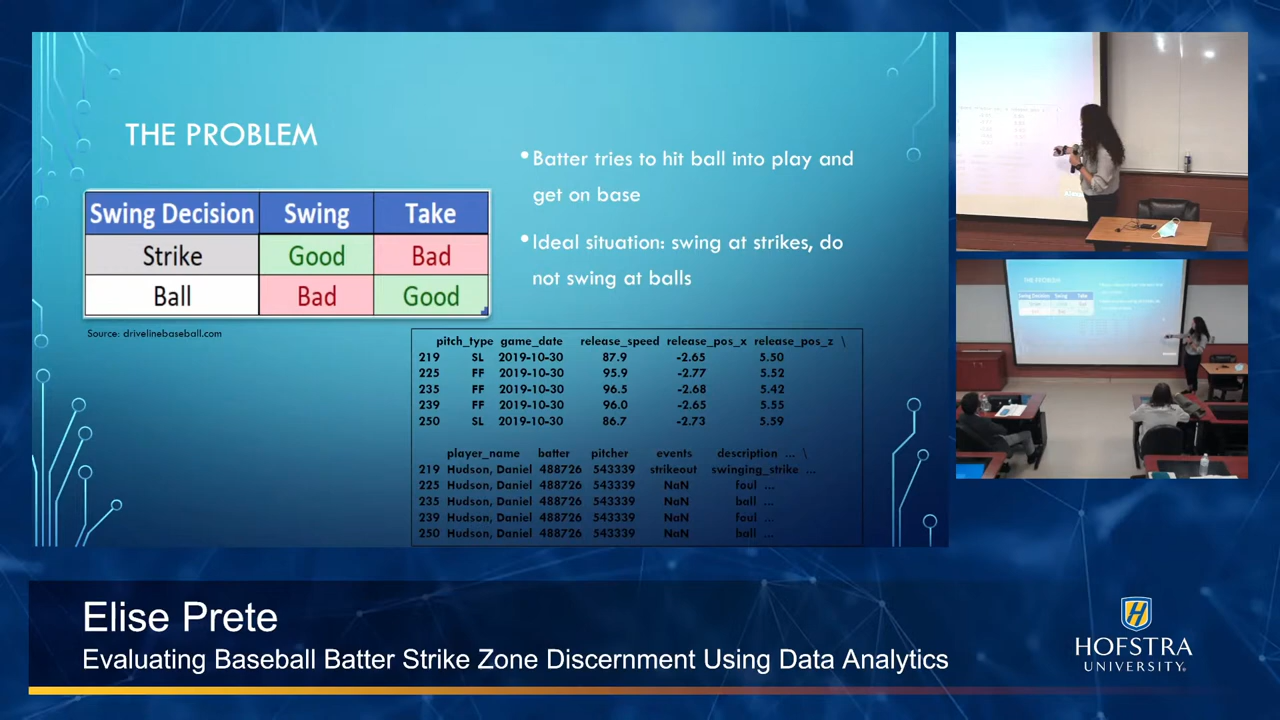 THE PROBLEM
Swing Decision Swing Take
Strike Good Bad
Ball Bad Good
Source: drivelinebaseball.com
•Batter tries to hit ball into play and
get on base
•Ideal situation: swing at strikes, do
not swing at balls
pitch_type game_date release_speed release_pos_x release_pos_z \
219 SL 2019-10-30 87.9 -2.65 5.50
225 FF 2019-10-30 95.9 -2.77 5.52
235 FF 2019-10-30 96.5 -2.68 5.42
239 FF 2019-10-30 96.0 -2.65 5.55
250 SL 2019-10-30 86.7 -2.73 5.59
player_name batter pitcher events description ... \
219 Hudson, Daniel 488726 543339 strikeout swinging_strike ...
225 Hudson, Daniel 488726 543339 NaN foul ...
235 Hudson, Daniel 488726 543339 NaN ball ...
239 Hudson, Daniel 488726 543339 NaN foul ...
250 Hudson, Daniel 488726 543339 NaN ball ...
THE PROBLEM
Swing Decision Swing Take
Elise Prete
Evaluating Baseball Batter Strike Zone Discernment Using Data Analytics
H
HOFSTRA
UNIVERSITY®